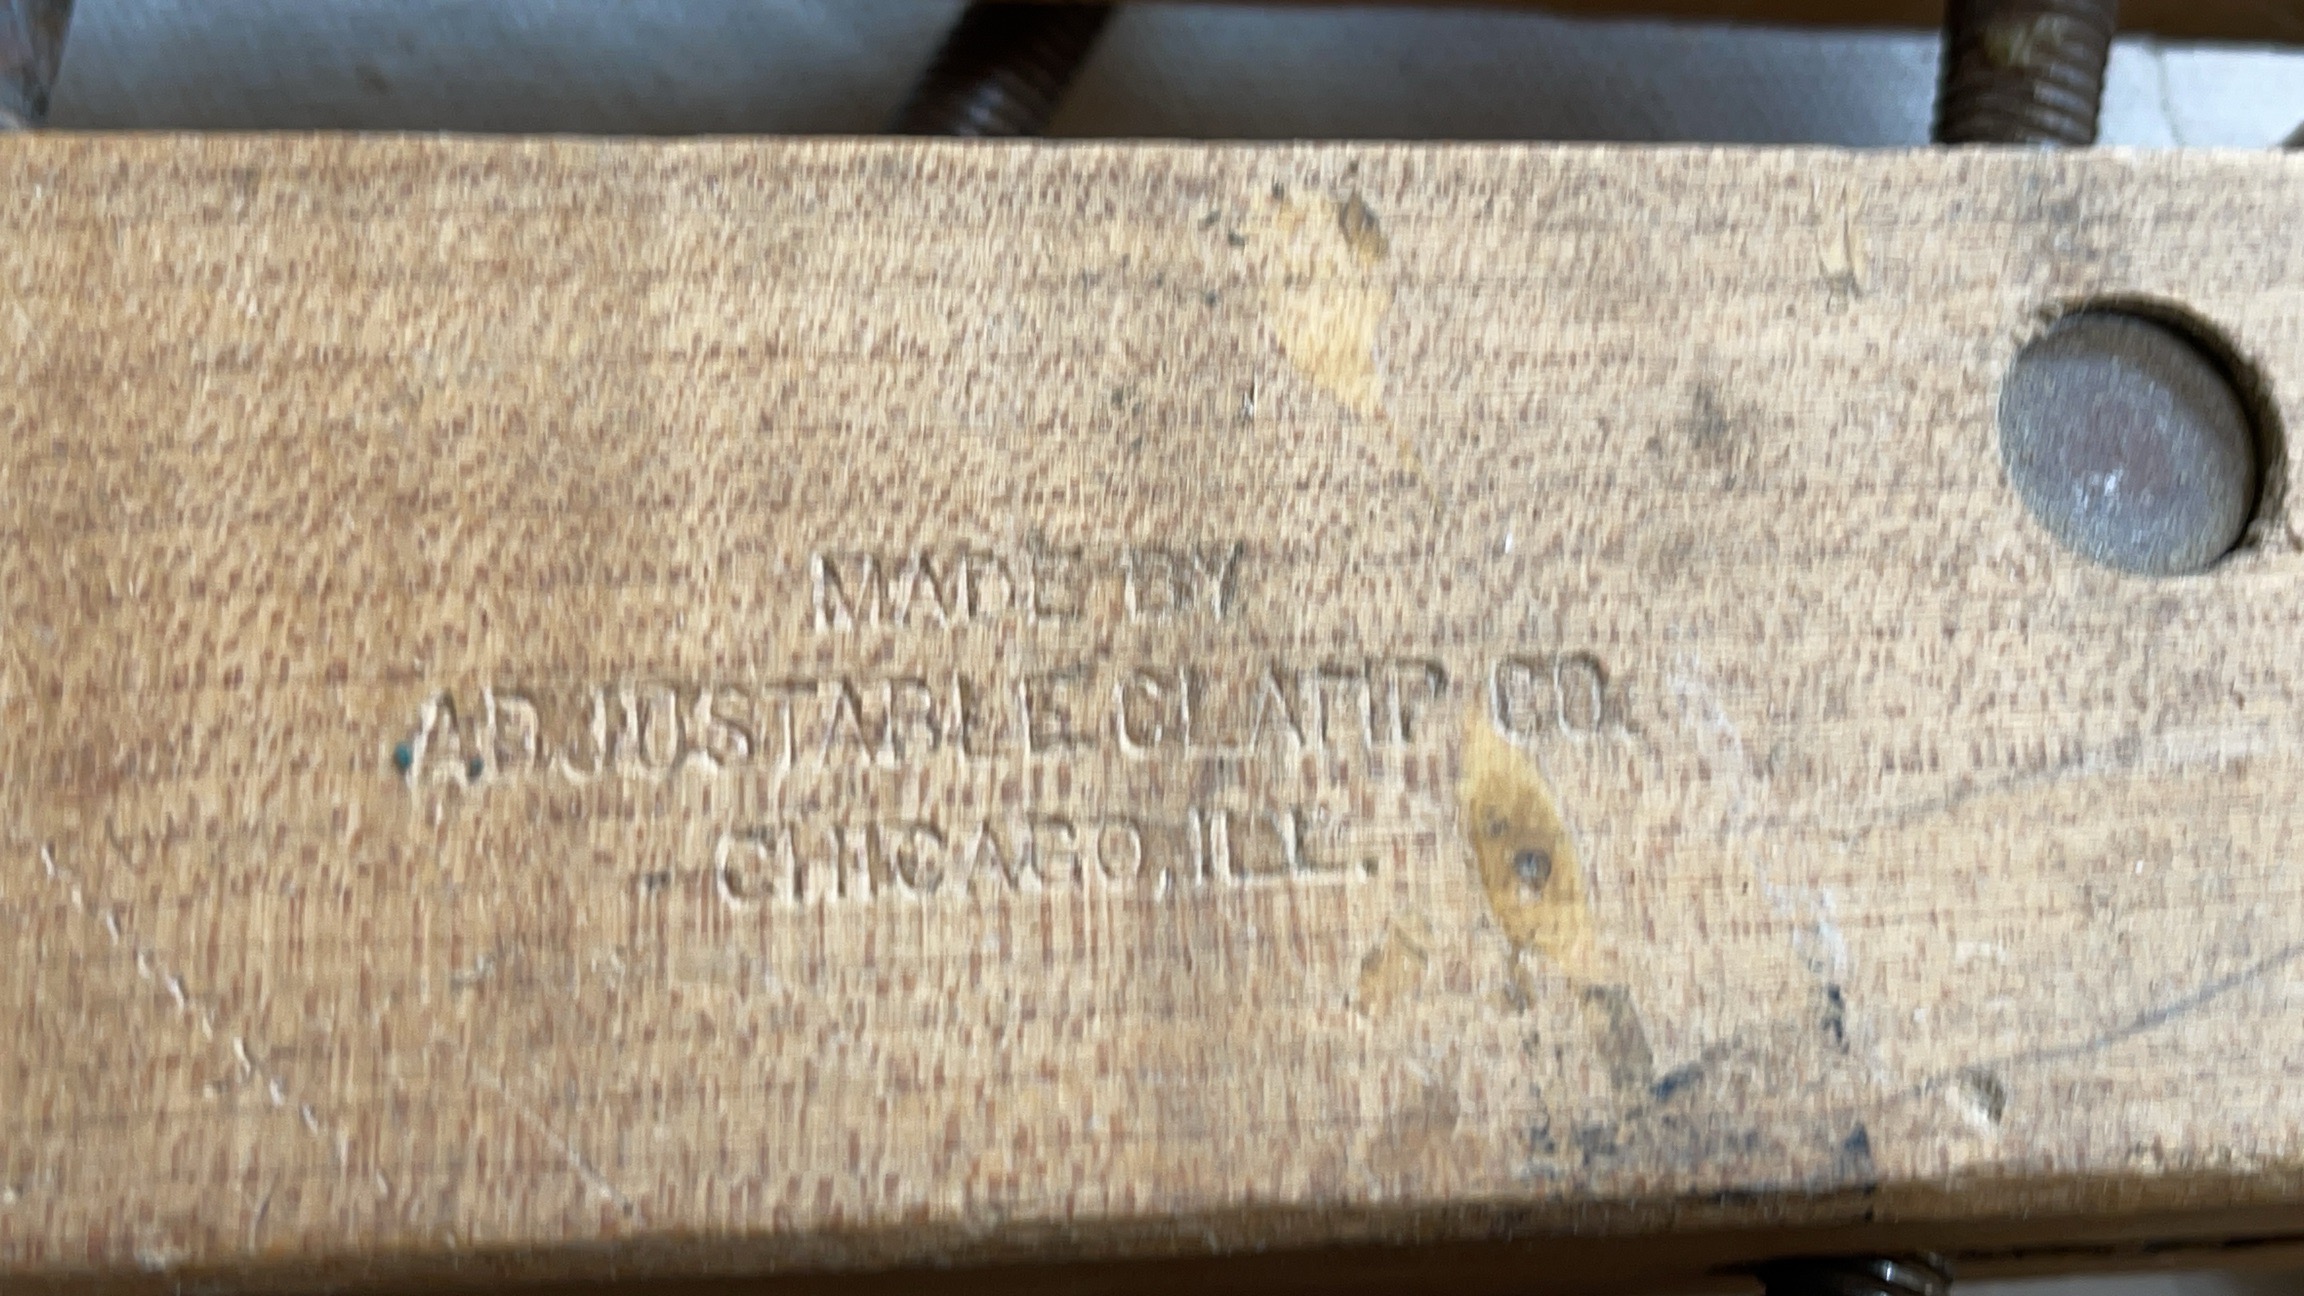 MADE BY
ADJUSTABLE CLAMP CO.
CHICAGO, ILL.